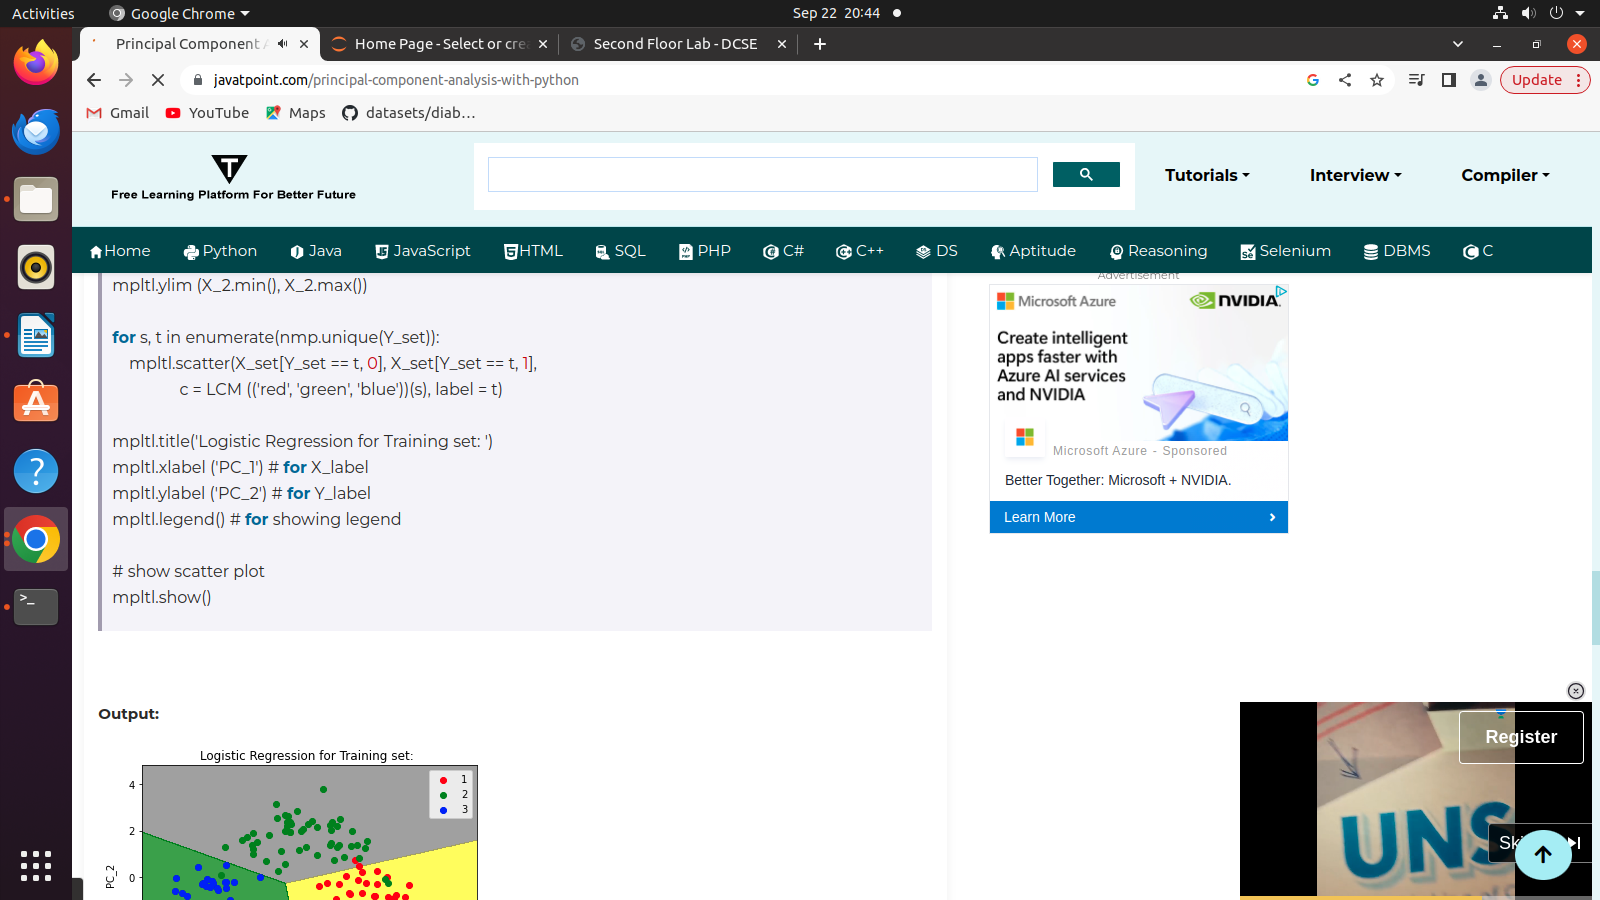 Activities
Google Chrome
Sep 22 20:44
Principal Component A
Home Page - Select or crea
Second Floor Lab - DCSE
javatpoint.com/principal-component-analysis-with-python
Update
Gmail
YouTube
Maps
datasets/diab...
T
Free Learning Platform For Better Future
Tutorials
Interview
Compiler
Home
Python
Java
JavaScript
HTML
SQL
PHP
C#
C++
DS
Aptitude
Reasoning
Selenium
DBMS
C
mpltl.ylim (X_2.min(), X_2.max())
for s, t in enumerate(nmp.unique(Y_set)):
mpltl.scatter(X_set[Y_set == t, 0], X_set[Y_set == t, 1],
c = LCM (('red', 'green', 'blue'))(s), label = t)
mpltl.title('Logistic Regression for Training set: ')
mpltl.xlabel ('PC_1') # for X_label
mpltl.ylabel ('PC_2') # for Y_label
mpltl.legend() # for showing legend
# show scatter plot
mpltl.show()
Output:
Logistic Regression for Training set:
1
2
3
4
2
0
PC_2
Advertisement
Microsoft Azure
NVIDIA.
Create intelligent
apps faster with
Azure AI services
and NVIDIA
Microsoft Azure - Sponsored
Better Together: Microsoft + NVIDIA.
Learn More
Register
UNS